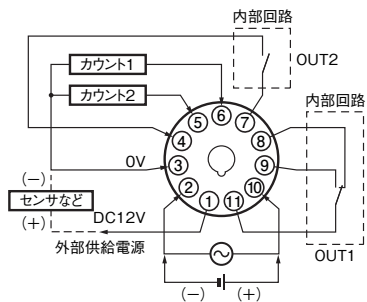 内部回路
OUT2
カウント1
カウント2
内部回路
6
5
7
4
8
0V
3
9
2
10
(−)
センサなど
(+)
DC12V
1
11
外部供給電源
OUT1
(−)
(+)